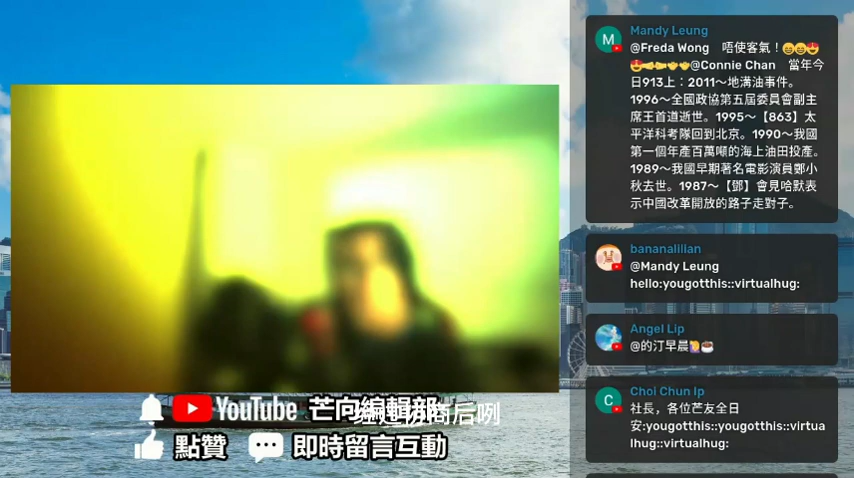 YouTube 芒向編輯部
商后咧
點贊 即時留言互動
Mandy Leung
@Freda Wong 唔使客氣！😄😄😍
😍🤜🤛👏👏@Connie Chan 當年今
日913上：2011～地溝油事件。
1996～全國政協第五屆委員會副主
席王首道逝世。1995～【863】太
平洋科考隊回到北京。1990～我國
第一個年產百萬噸的海上油田投產。
1989～我國早期著名電影演員鄭小
秋去世。1987～【鄧】會見哈默表
示中國改革開放的路子走對子。
bananalilian
@Mandy Leung
hello:yougotthis::virtualhug:
Angel Lip
@的汀早晨🙋☕
Choi Chun Ip
社長，各位芒友全日
安:yougotthis::yougotthis::virtua
lhug::virtualhug: